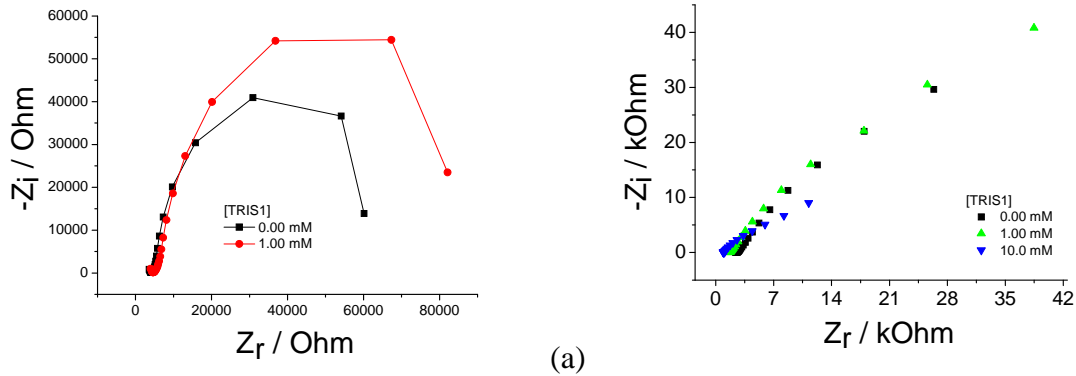 60000
50000
40000
30000
20000
10000
0
-Zi / Ohm
[TRIS1]
0.00 mM
1.00 mM
0 20000 40000 60000 80000
Zr / Ohm
(a)
40
30
20
10
0
-Zi / kOhm
[TRIS1]
0.00 mM
1.00 mM
10.0 mM
0 7 14 21 28 35 42
Zr / kOhm